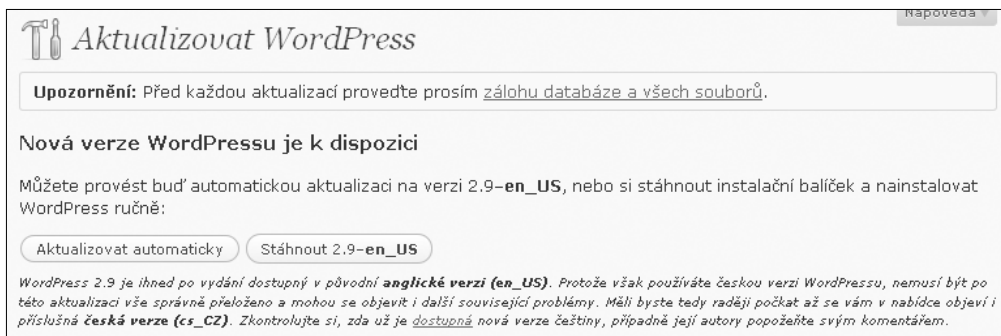 Nápověda
Aktualizovat WordPress
Upozornění: Před každou aktualizací proveďte prosím zálohu databáze a všech souborů.
Nová verze WordPressu je k dispozici
Můžete provést buď automatickou aktualizaci na verzi 2.9–en_US, nebo si stáhnout instalační balíček a nainstalovat
WordPress ručně:
Aktualizovat automaticky Stáhnout 2.9–en_US
WordPress 2.9 je ihned po vydání dostupný v původní anglické verzi (en_US). Protože však používáte českou verzi WordPressu, nemusí být po
této aktualizaci vše správně přeloženo a mohou se objevit i další související problémy. Měli byste tedy raději počkat až se vám v nabídce objeví i
příslušná česká verze (cs_CZ). Zkontrolujte si, zda už je dostupná nová verze češtiny, případně její autory popožeňte svým komentářem.